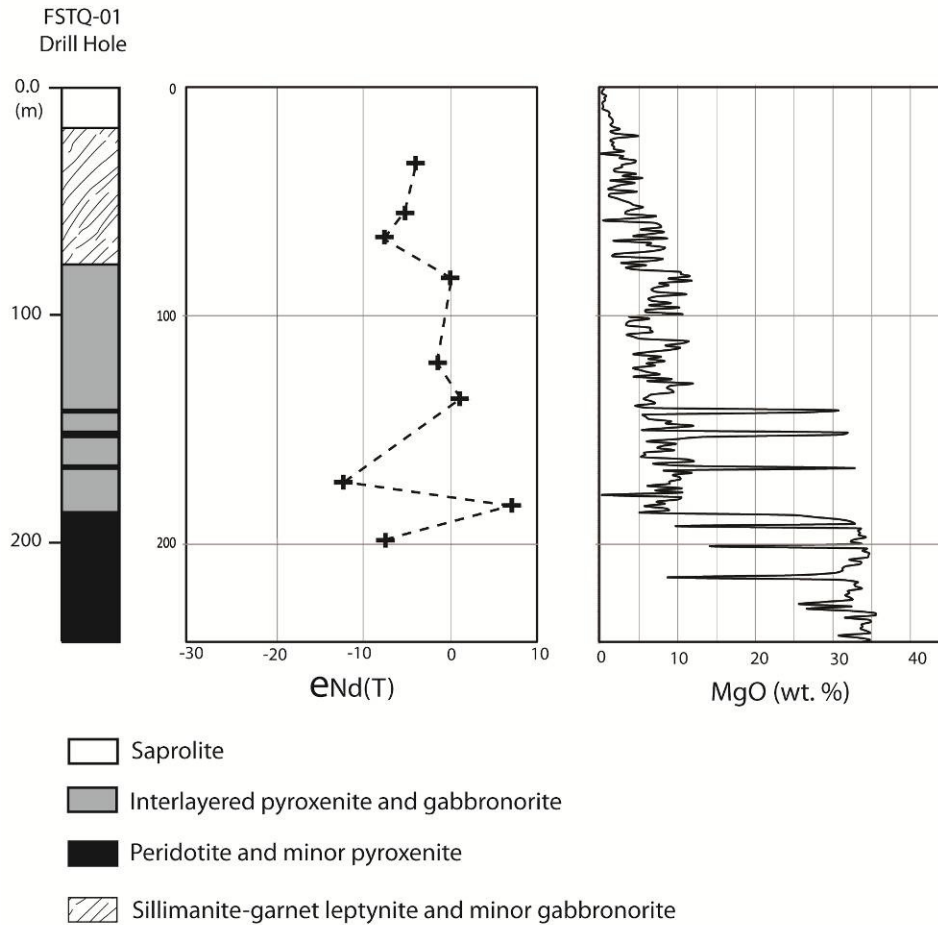 FSTQ-01
Drill Hole
0.0
(m)
100
200
0
100
200
-30
-20
-10
0
10
eNd(T)
0
10
20
30
40
MgO (wt. %)
Saprolite
Interlayered pyroxenite and gabbronorite
Peridotite and minor pyroxenite
Sillimanite-garnet leptynite and minor gabbronorite